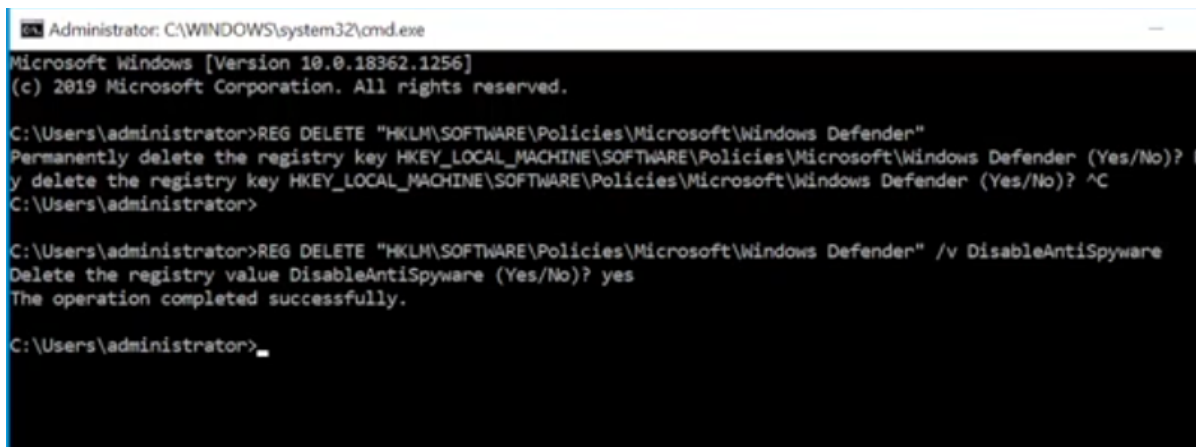 Administrator: C:\WINDOWS\system32\cmd.exe
Microsoft Windows [Version 10.0.18362.1256]
(c) 2019 Microsoft Corporation. All rights reserved.
C:\Users\administrator>REG DELETE "HKLM\SOFTWARE\Policies\Microsoft\Windows Defender"
Permanently delete the registry key HKEY_LOCAL_MACHINE\SOFTWARE\Policies\Microsoft\Windows Defender (Yes/No)?
y delete the registry key HKEY_LOCAL_MACHINE\SOFTWARE\Policies\Microsoft\Windows Defender (Yes/No)? ^C
C:\Users\administrator>
C:\Users\administrator>REG DELETE "HKLM\SOFTWARE\Policies\Microsoft\Windows Defender" /v DisableAntiSpyware
Delete the registry value DisableAntiSpyware (Yes/No)? yes
The operation completed successfully.
C:\Users\administrator>